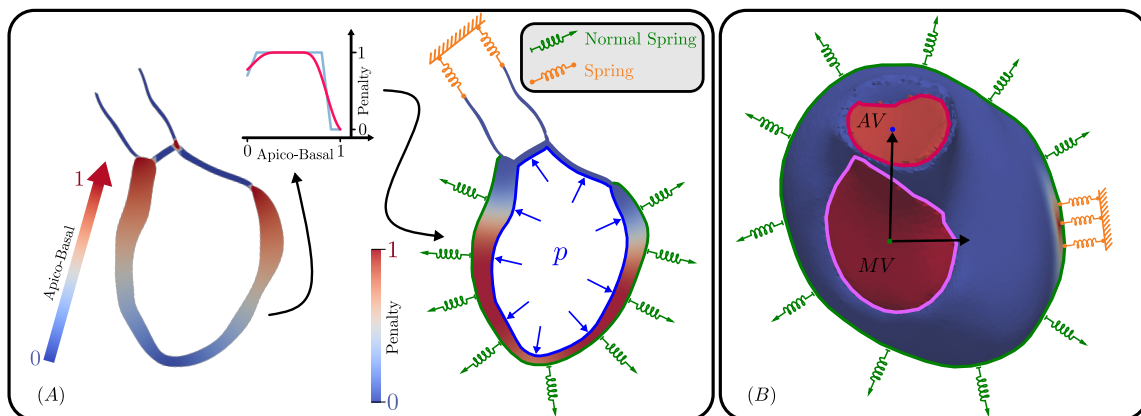 1
0
Apico-Basal
1
0
Penalty
0
1
Apico-Basal
Normal Spring
Spring
p
1
0
Penalty
(A)
AV
MV
(B)